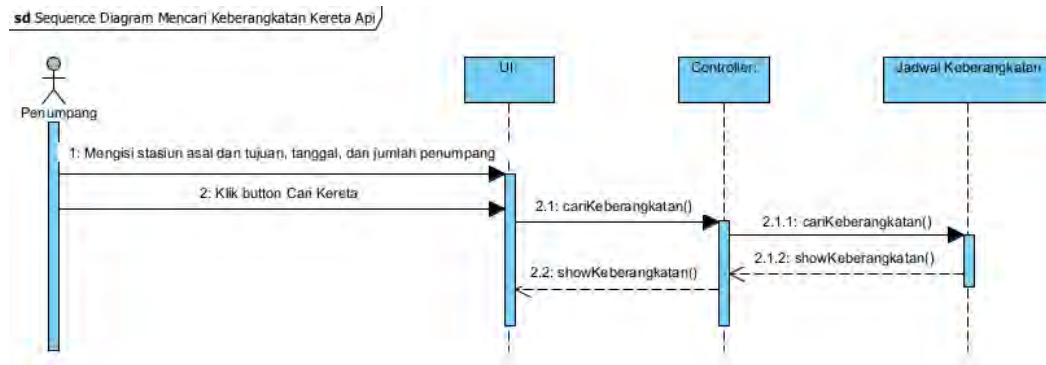 sd Sequence Diagram Mencari Keberangkatan Kereta Api
UI:
Controller:
Jadwal Keberangkatan
Penumpang
1: Mengisi stasiun asal dan tujuan, tanggal, dan jumlah penumpang
2: Klik button Cari Kereta
2.1: cariKeberangkatan()
2.1.1: cariKeberangkatan()
2.1.2: showKeberangkatan()
2.2: showKeberangkatan()